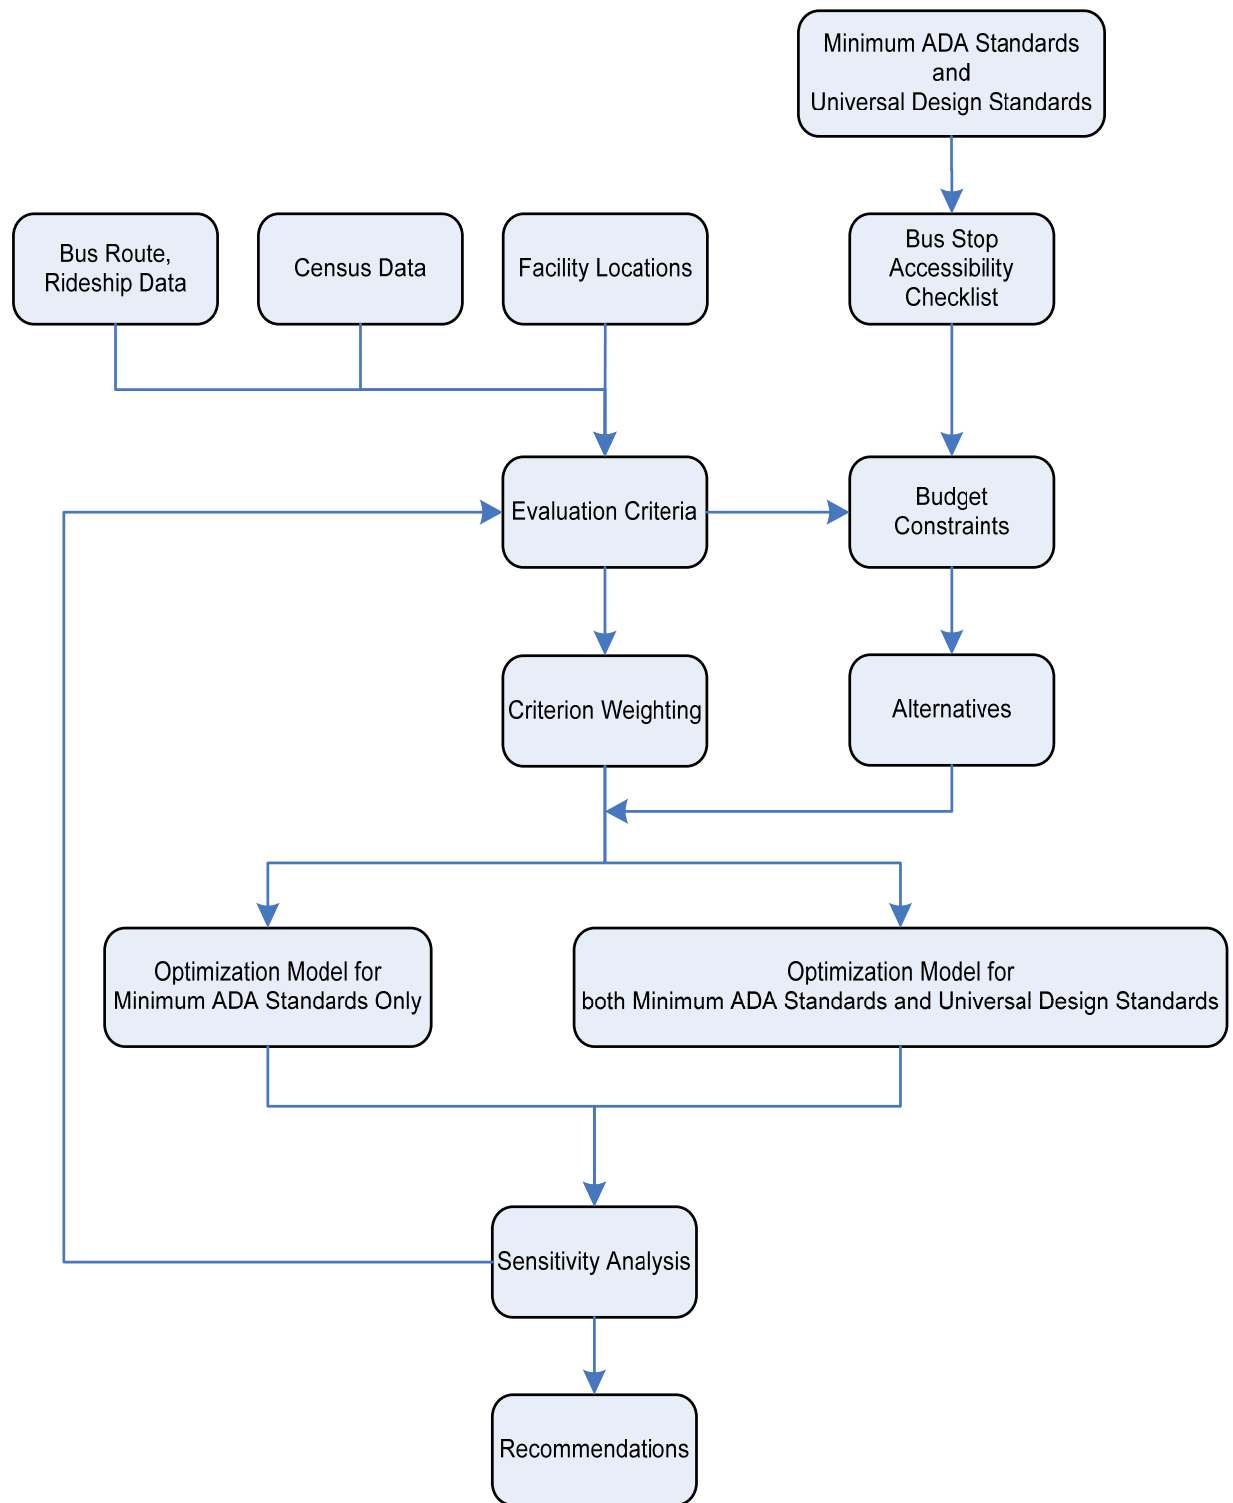 Minimum ADA Standards
and
Universal Design Standards
Bus Route,
Rideship Data
Census Data
Facility Locations
Bus Stop
Accessibility
Checklist
Evaluation Criteria
Budget
Constraints
Criterion Weighting
Alternatives
Optimization Model for
Minimum ADA Standards Only
Optimization Model for
both Minimum ADA Standards and Universal Design Standards
Sensitivity Analysis
Recommendations